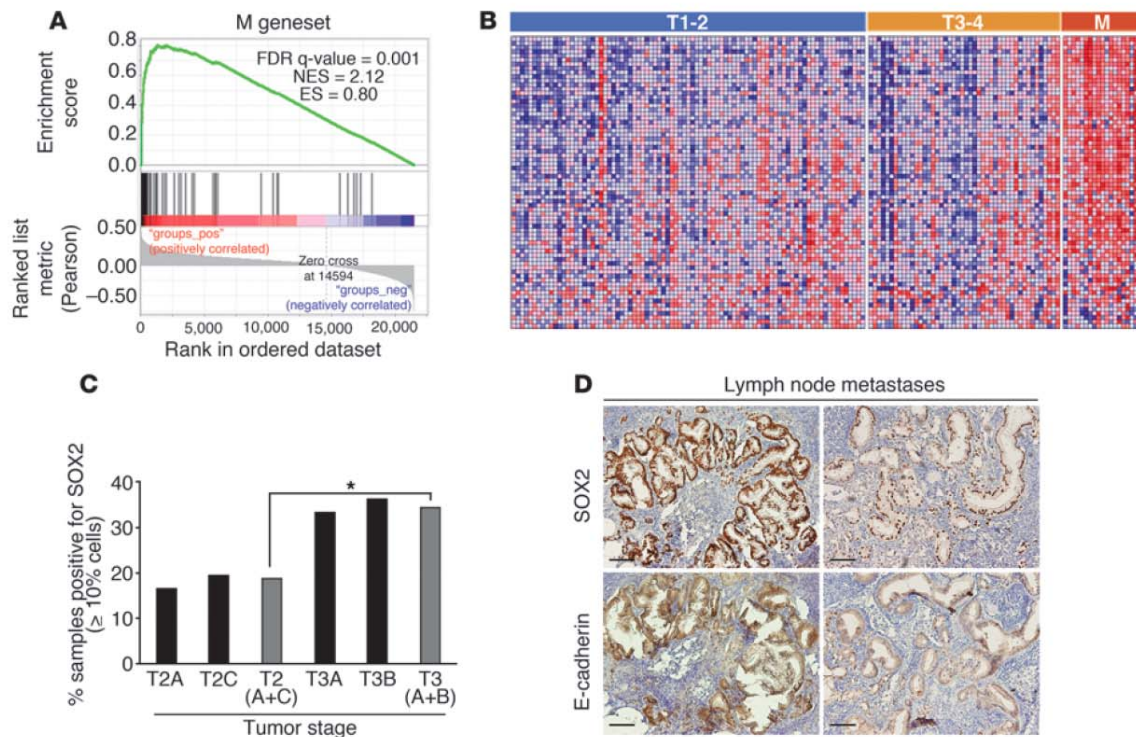 A
M geneset
0.8
0.6
0.4
0.2
0.0
Enrichment
score
FDR q-value = 0.001
NES = 2.12
ES = 0.80
0.50
0.00
–0.50
Ranked list
metric
(Pearson)
"groups_pos"
(positively correlated)
Zero cross
at 14594
"groups_neg"
(negatively correlated)
0 5,000 10,000 15,000 20,000
Rank in ordered dataset
B
T1-2 T3-4 M
C
% samples positive for SOX2
(≥ 10% cells)
40
30
20
10
0
T2A T2C T2 T3A T3B T3
(A+C) (A+B)
*
Tumor stage
D
Lymph node metastases
SOX2
E-cadherin